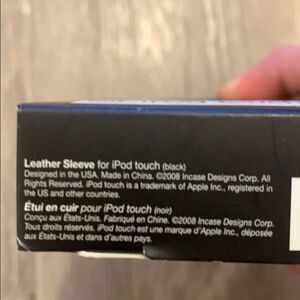 Leather Sleeve for iPod touch (black)
Designed in the USA. Made in China. ©2008 Incase Designs Corp. All
Rights Reserved. iPod touch is a trademark of Apple Inc., registered in
the US and other countries.
Étui en cuir pour iPod touch (noir)
Conçu aux États-Unis. Fabriqué en Chine. ©2008 Incase Designs Corp.
Tous droits réservés. iPod touch est une marque d'Apple Inc., déposée
aux États-Unis et dans d'autres pays.